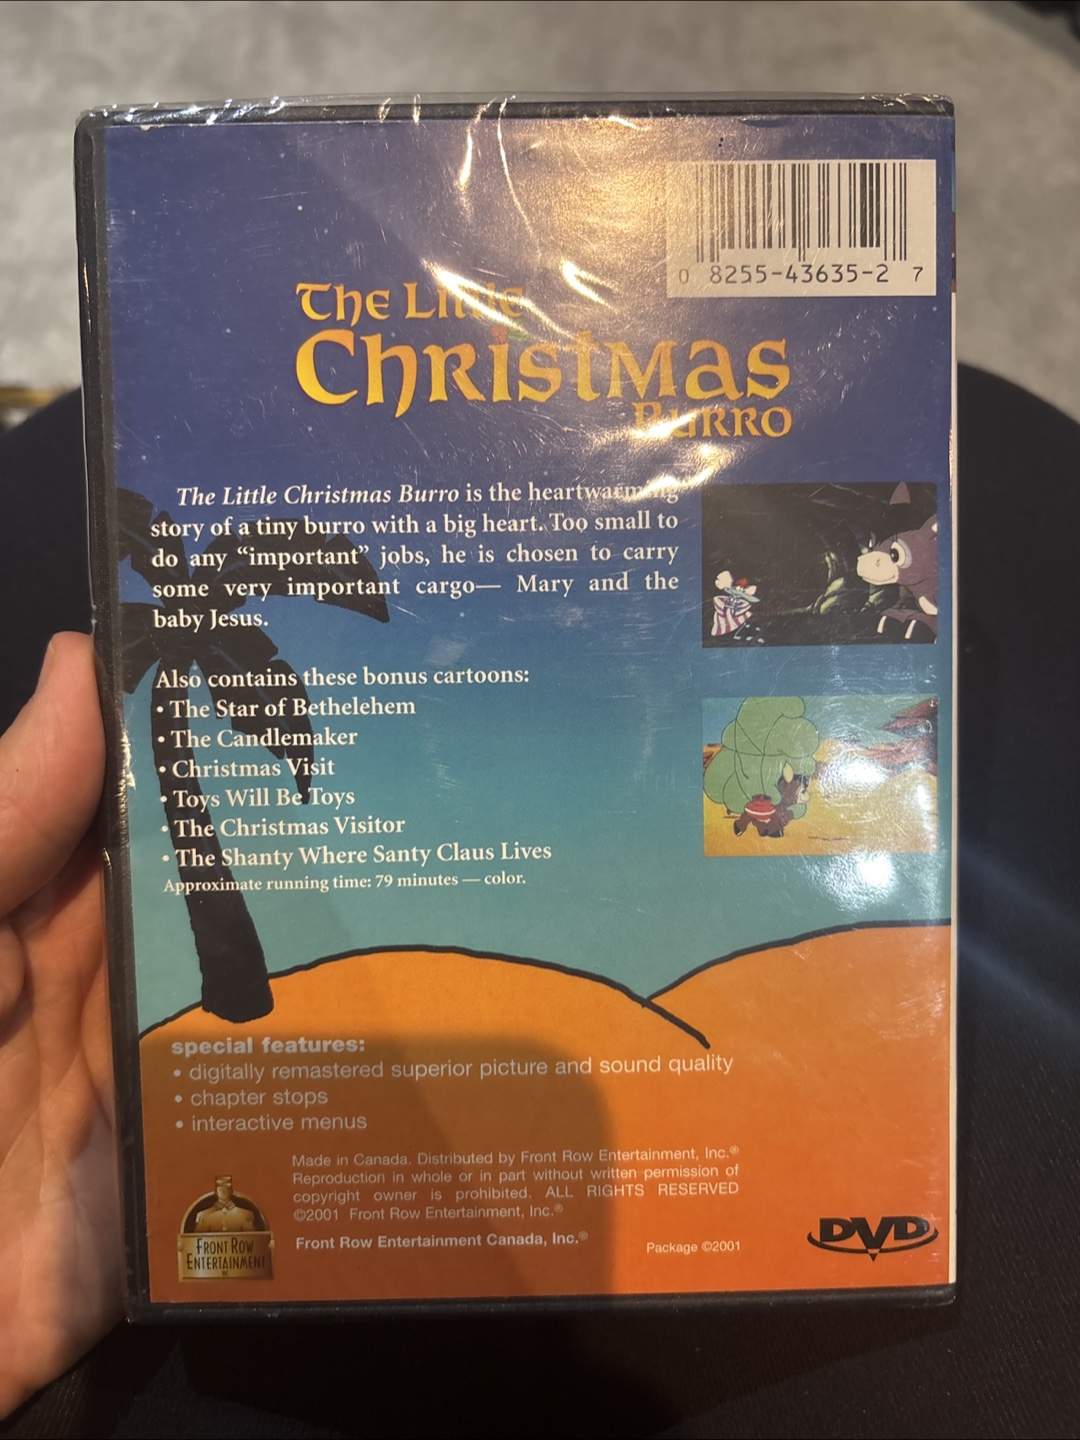 0 8255-43635-2 7
The Little
Christmas
Burro
The Little Christmas Burro is the heartwarming
story of a tiny burro with a big heart. Too small to
do any “important” jobs, he is chosen to carry
some very important cargo— Mary and the
baby Jesus.
Also contains these bonus cartoons:
• The Star of Bethelehem
• The Candlemaker
• Christmas Visit
• Toys Will Be Toys
• The Christmas Visitor
• The Shanty Where Santy Claus Lives
Approximate running time: 79 minutes — color.
special features:
• digitally remastered superior picture and sound quality
• chapter stops
• interactive menus
Made in Canada. Distributed by Front Row Entertainment, Inc.®
Reproduction in whole or in part without written permission of
copyright owner is prohibited. ALL RIGHTS RESERVED
©2001 Front Row Entertainment, Inc.®
Front Row Entertainment Canada, Inc.®
Package ©2001
FRONT ROW
ENTERTAINMENT
INC
DVD